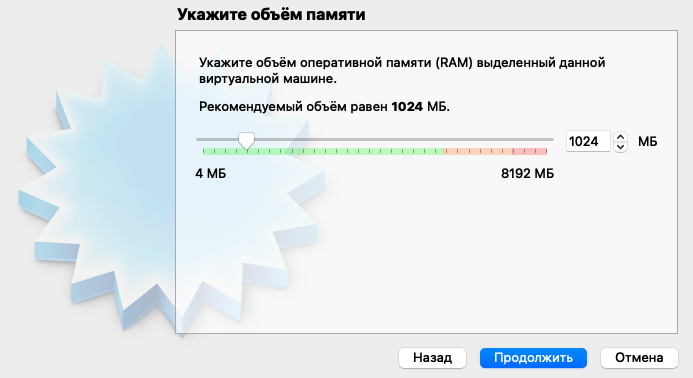 Укажите объём памяти
Укажите объём оперативной памяти (RAM) выделенный данной
виртуальной машине.
Рекомендуемый объём равен 1024 МБ.
1024 МБ
4 МБ 8192 МБ
Назад Продолжить Отмена